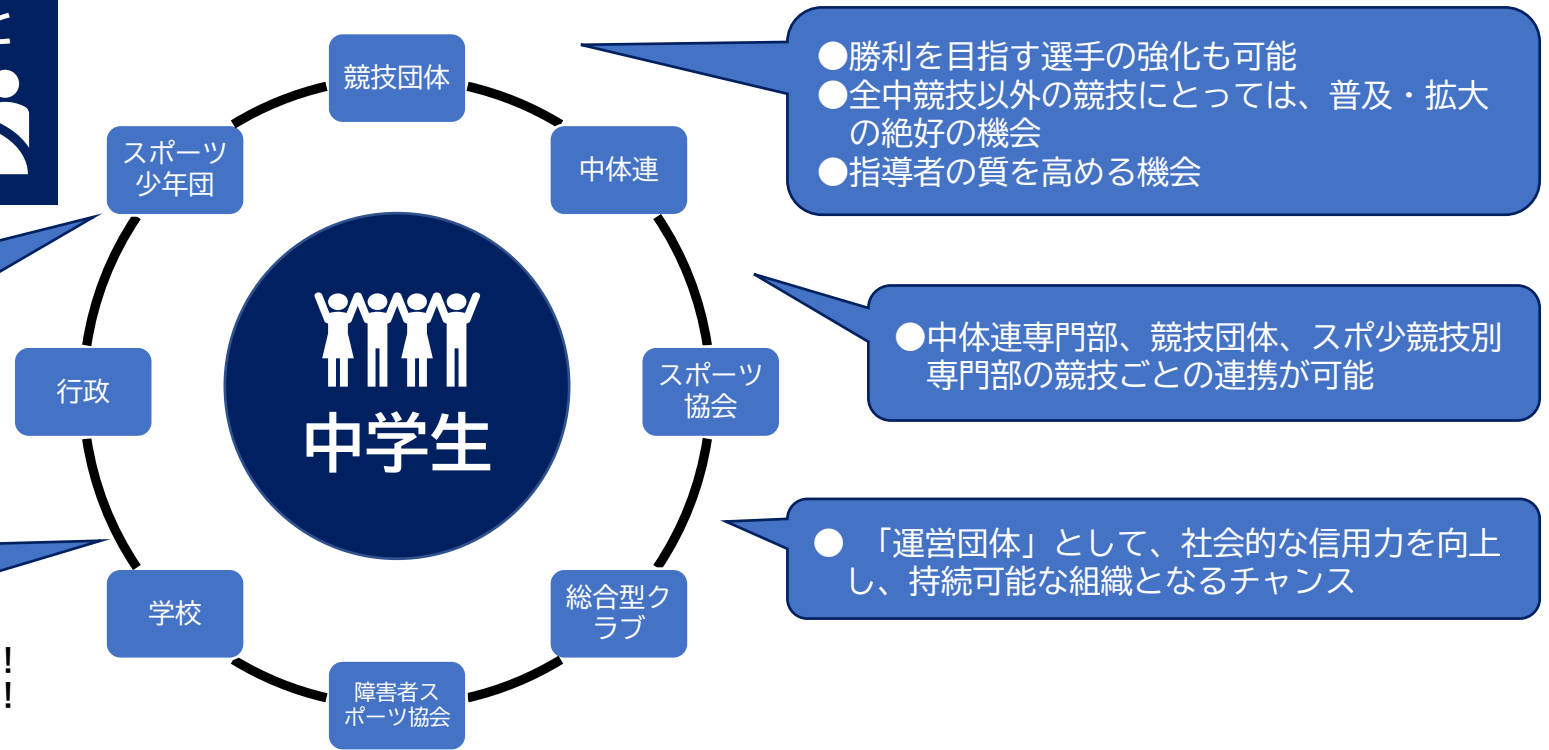 競技団体
スポーツ
少年団
中体連
行政
スポーツ
協会
中学生
学校
総合型ク
ラブ
障害者ス
ポーツ協会
●勝利を目指す選手の強化も可能
●全中競技以外の競技にとっては、普及・拡大
の絶好の機会
●指導者の質を高める機会
●中体連専門部、競技団体、スポ少競技別
専門部の競技ごとの連携が可能
● 「運営団体」として、社会的な信用力を向上
し、持続可能な組織となるチャンス
!
!